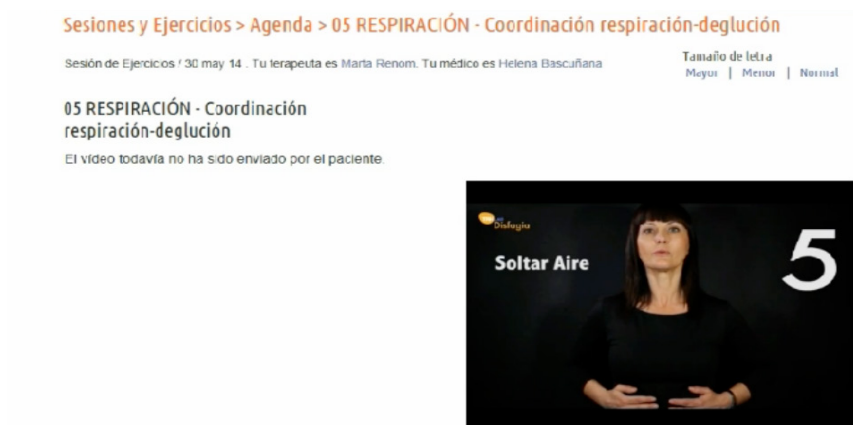 Sesiones y Ejercicios > Agenda > 05 RESPIRACIÓN - Coordinación respiración-deglución
Sesión de Ejercicios / 30 may 14 . Tu terapeuta es Marta Renom. Tu médico es Helena Bascuñana
Tamaño de letra
Mayor | Menor | Normal
05 RESPIRACIÓN - Coordinación
respiración-deglución
El vídeo todavía no ha sido enviado por el paciente.
Disfagia
Soltar Aire
5